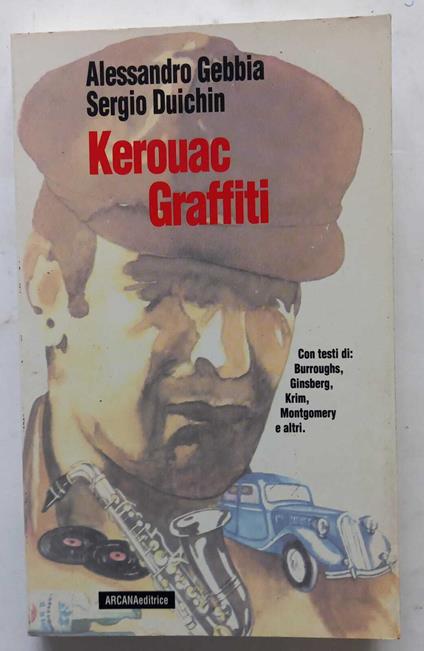 Alessandro Gebbia
Sergio Duichin
Kerouac
Graffiti
Con testi di:
Burroughs,
Ginsberg,
Krim,
Montgomery
e altri.
ARCANAeditrice